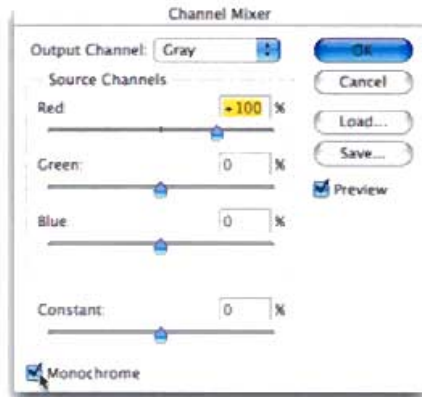 Channel Mixer
Output Channel: Gray
OK
Source Channels
Cancel
Red: +100 %
Load...
Save...
Green: 0 %
Preview
Blue: 0 %
Constant: 0 %
Monochrome